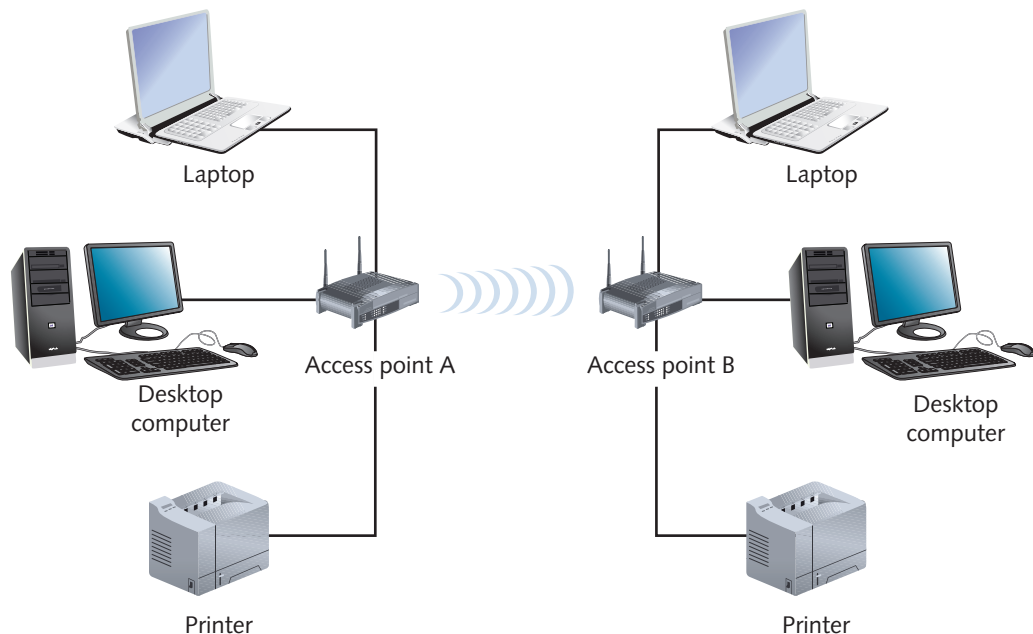 Laptop
Laptop
Access point A
Access point B
Desktop
computer
Desktop
computer
Printer
Printer